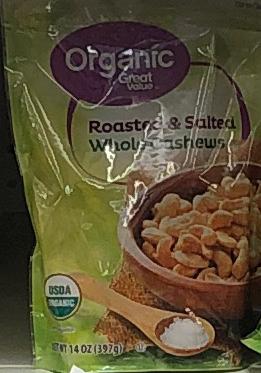 Organic
Great
Value
Roasted & Salted
Whole Cashews
USDA
ORGANIC
NET WT 14 OZ (397g)